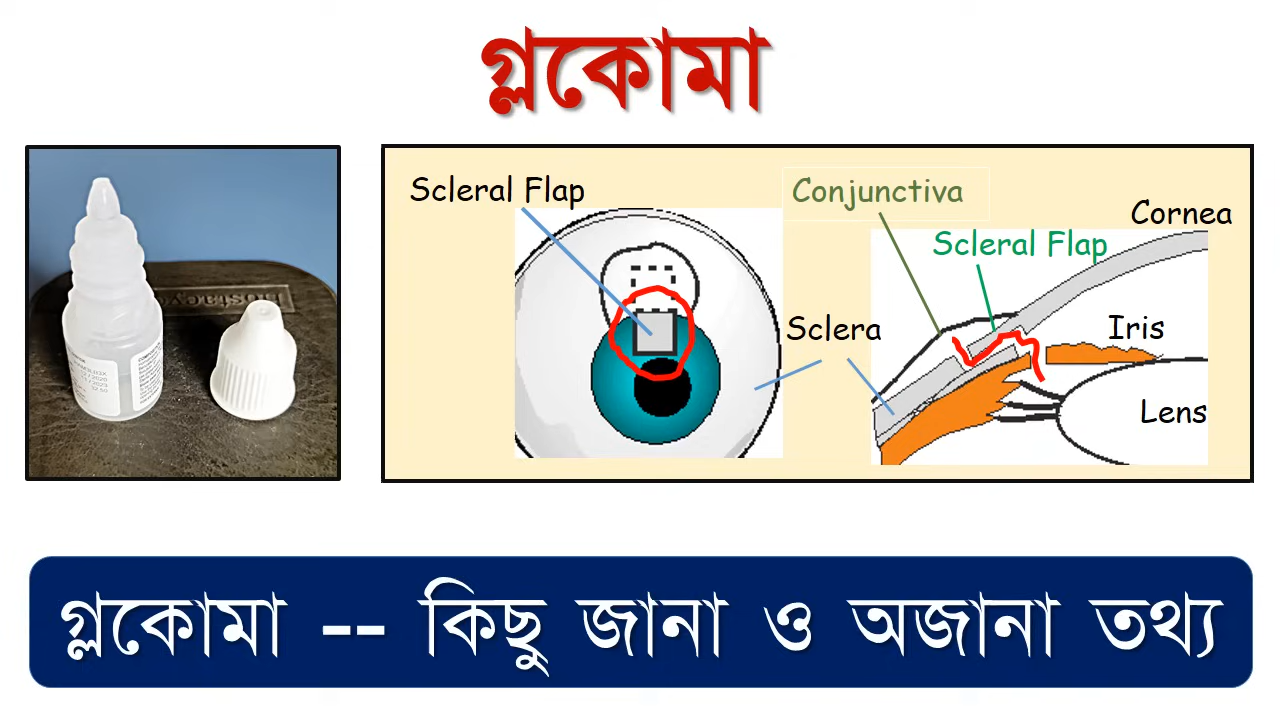 গ্লকোমা
Scleral Flap
Conjunctiva
Cornea
Scleral Flap
Sclera
Iris
Lens
গ্লকোমা -- কিছু জানা ও অজানা তথ্য